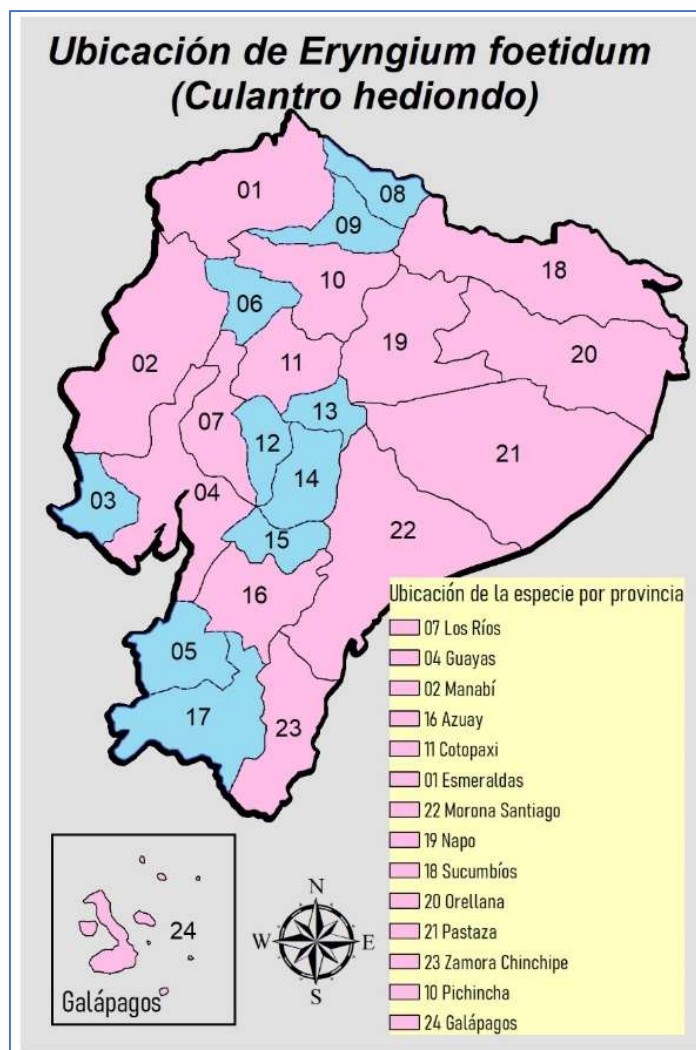 Ubicación de Eryngium foetidum
(Culantro hediondo)
01
08
09
18
10
06
19
20
02
11
07
13
12
21
03
14
04
22
15
16
05
17
23
Ubicación de la especie por provincia
07 Los Ríos
04 Guayas
02 Manabí
16 Azuay
11 Cotopaxi
01 Esmeraldas
22 Morona Santiago
19 Napo
18 Sucumbíos
20 Orellana
21 Pastaza
23 Zamora Chinchipe
10 Pichincha
24 Galápagos
24
Galápagos
N
W
E
S